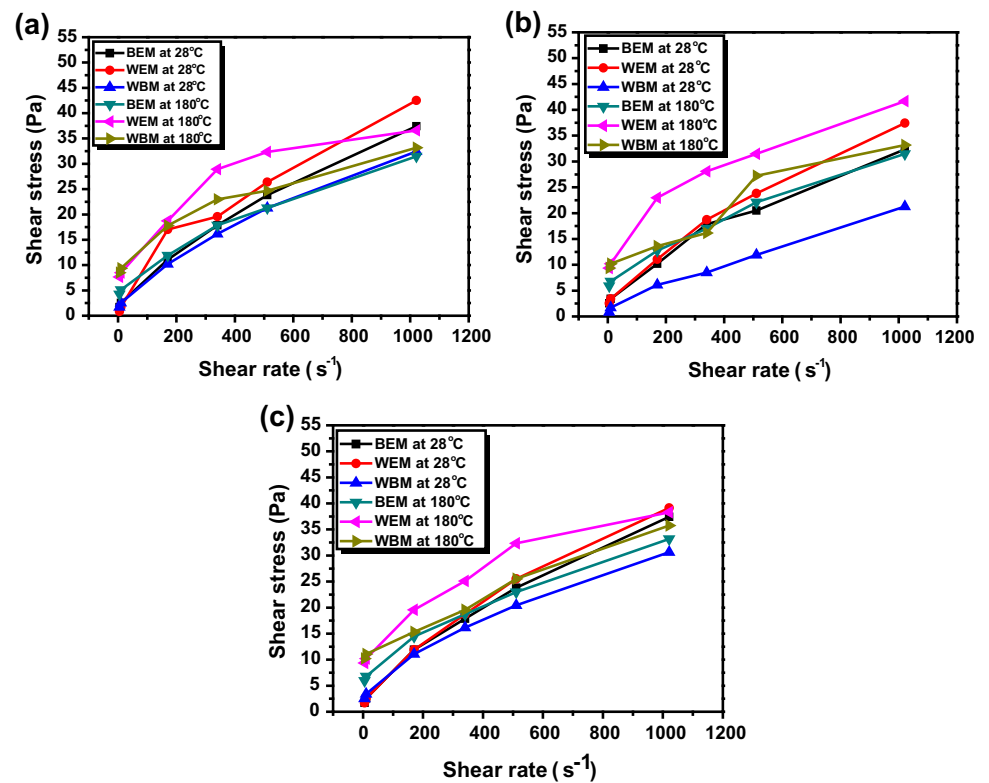 (a)
55
50
45
40
35
30
25
20
15
10
5
0
Shear stress (Pa)
BEM at 28°C
WEM at 28°C
WBM at 28°C
BEM at 180°C
WEM at 180°C
WBM at 180°C
0 200 400 600 800 1000 1200
Shear rate ( s-1)
(b)
55
50
45
40
35
30
25
20
15
10
5
0
Shear stress (Pa)
BEM at 28°C
WEM at 28°C
WBM at 28°C
BEM at 180°C
WEM at 180°C
WBM at 180°C
0 200 400 600 800 1000 1200
Shear rate ( s-1)
(c)
55
50
45
40
35
30
25
20
15
10
5
0
Shear stress (Pa)
BEM at 28°C
WEM at 28°C
WBM at 28°C
BEM at 180°C
WEM at 180°C
WBM at 180°C
0 200 400 600 800 1000 1200
Shear rate ( s-1)